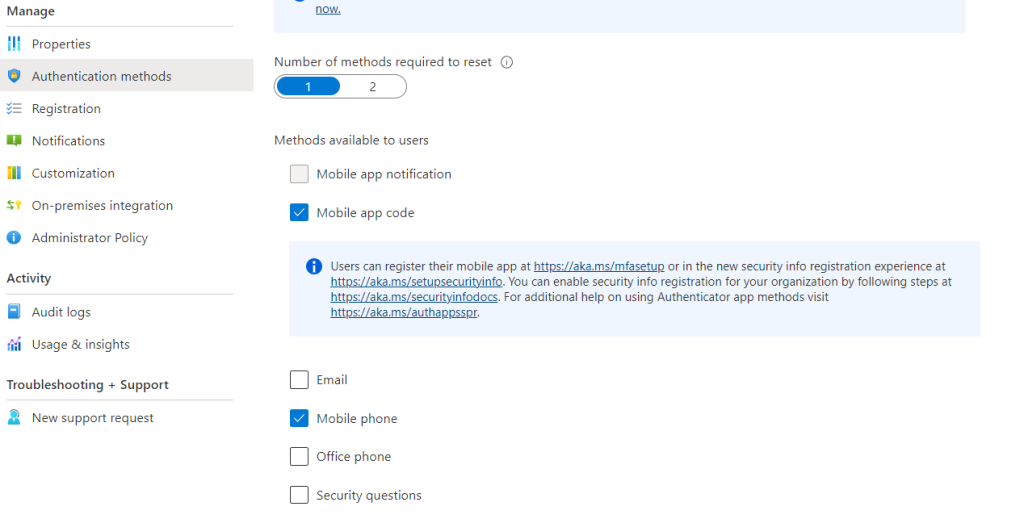 Manage
Properties
Authentication methods
Registration
Notifications
Customization
On-premises integration
Administrator Policy
Activity
Audit logs
Usage & insights
Troubleshooting + Support
New support request
now.
Number of methods required to reset
1 2
Methods available to users
Mobile app notification
Mobile app code
Users can register their mobile app at https://aka.ms/mfasetup or in the new security info registration experience at
https://aka.ms/setupsecurityinfo. You can enable security info registration for your organization by following steps at
https://aka.ms/securityinfodocs. For additional help on using Authenticator app methods visit
https://aka.ms/authappsspr.
Email
Mobile phone
Office phone
Security questions